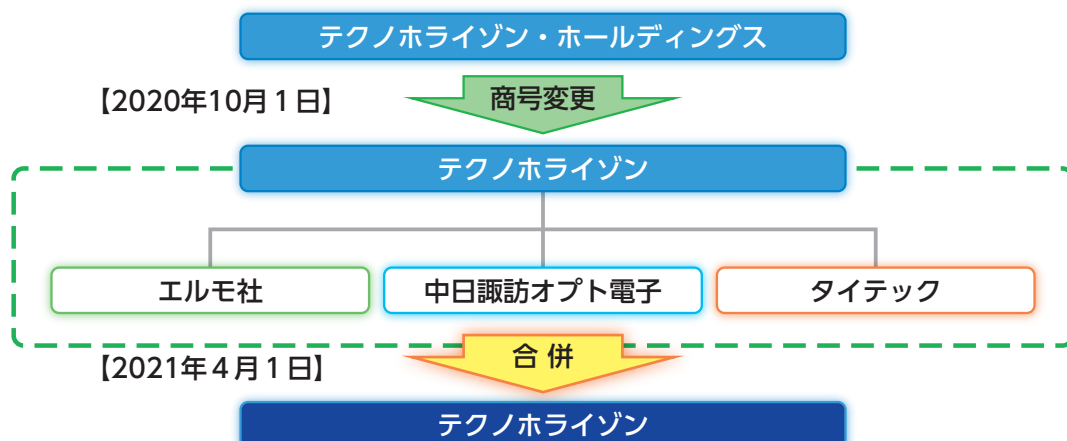 テクノホライゾン・ホールディングス
【2020年10月1日】
商号変更
テクノホライゾン
エルモ社
中日諏訪オプト電子
タイテック
合 併
【2021年4月1日】
テクノホライゾン